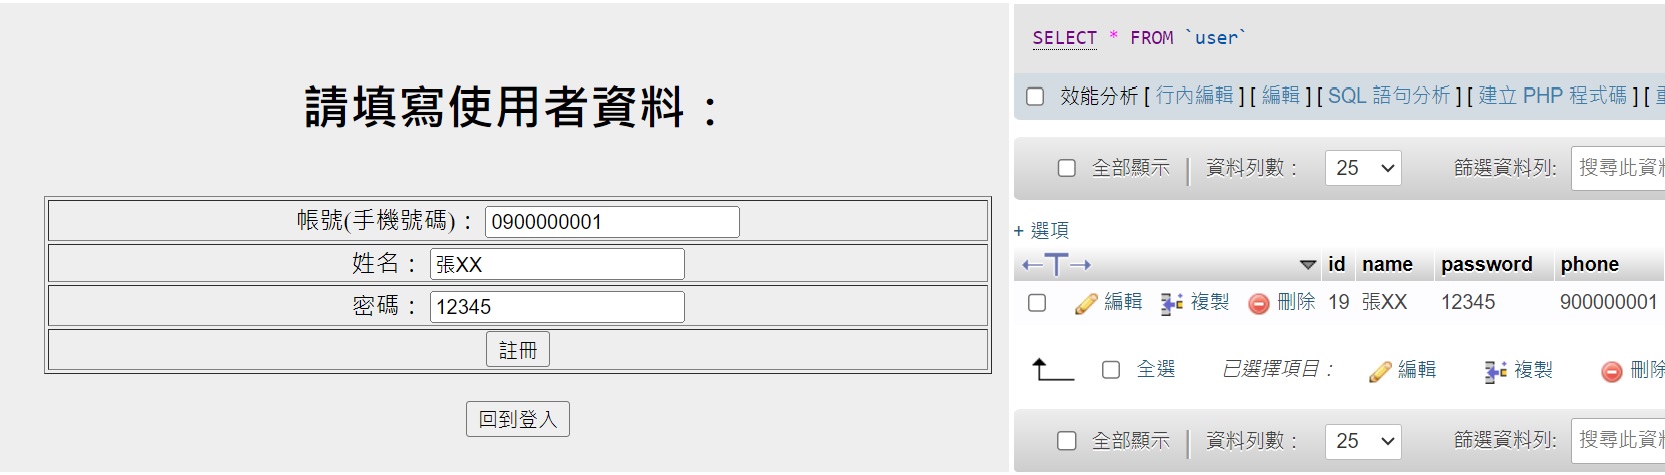 請填寫使用者資料：
帳號(手機號碼)： 0900000001
姓名： 張XX
密碼： 12345
註冊
回到登入
SELECT * FROM `user`
效能分析 [ 行內編輯 ] [ 編輯 ] [ SQL 語句分析 ] [ 建立 PHP 程式碼 ] [
全部顯示 | 資料列數： 25 篩選資料列: 搜尋此資料
+ 選項
←T→ id name password phone
編輯 複製 刪除 19 張XX 12345 900000001
全選 已選擇項目： 編輯 複製 刪除
全部顯示 | 資料列數： 25 篩選資料列: 搜尋此資料